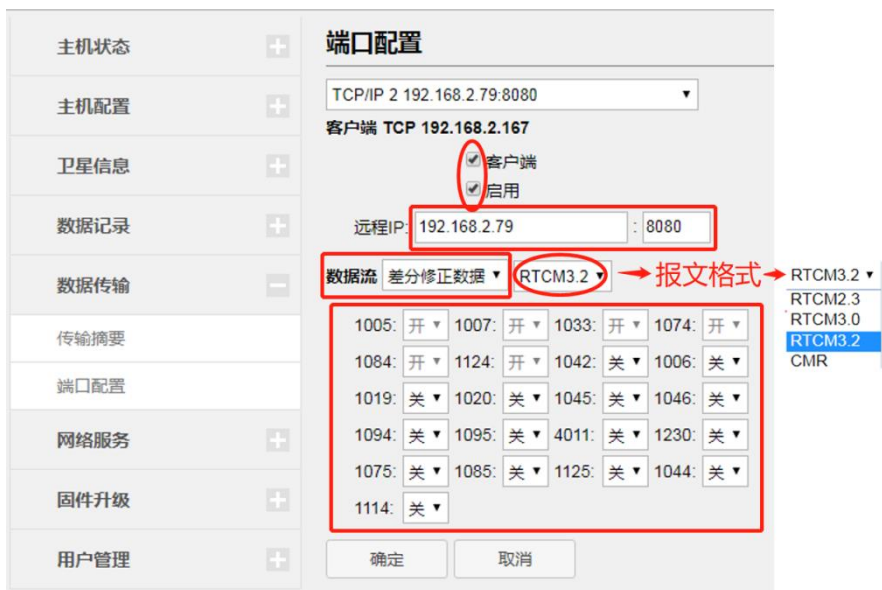 主机状态
主机配置
卫星信息
数据记录
数据传输
传输摘要
端口配置
网络服务
固件升级
用户管理
端口配置
TCP/IP 2 192.168.2.79:8080
客户端 TCP 192.168.2.167
客户端
启用
远程IP: 192.168.2.79 : 8080
数据流 差分修正数据 RTCM3.2 报文格式 RTCM3.2
RTCM2.3
RTCM3.0
RTCM3.2
CMR
1005: 开 1007: 开 1033: 开 1074: 开
1084: 开 1124: 开 1042: 关 1006: 关
1019: 关 1020: 关 1045: 关 1046: 关
1094: 关 1095: 关 4011: 关 1230: 关
1075: 关 1085: 关 1125: 关 1044: 关
1114: 关
确定 取消